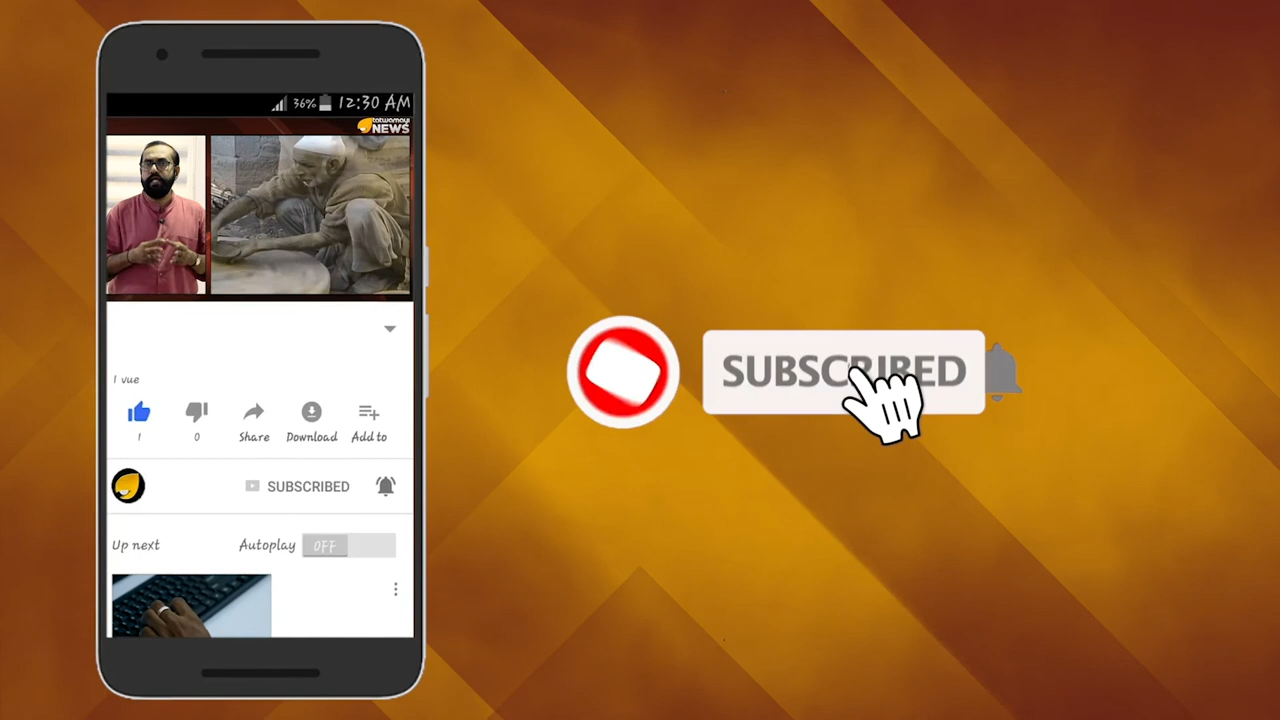 36% 12:30 AM
tatwamayi
NEWS
1 vue
1
0
Share
Download
Add to
SUBSCRIBED
Up next
Autoplay
OFF
SUBSCRIBED